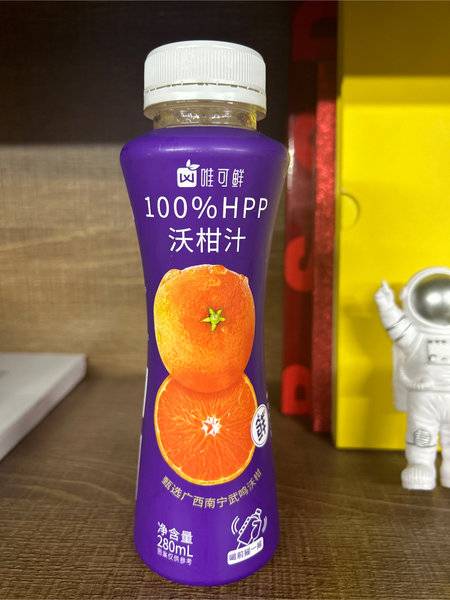 唯可鲜
100%HPP
沃柑汁
鲜
甄选广西南宁武鸣沃柑
净含量
280mL
喝前摇一摇